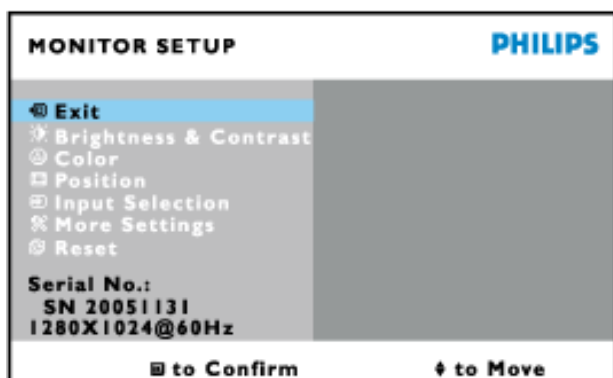 MONITOR SETUP PHILIPS
Exit
Brightness & Contrast
Color
Position
Input Selection
More Settings
Reset
Serial No.:
SN 20051131
1280X1024@60Hz
to Confirm to Move